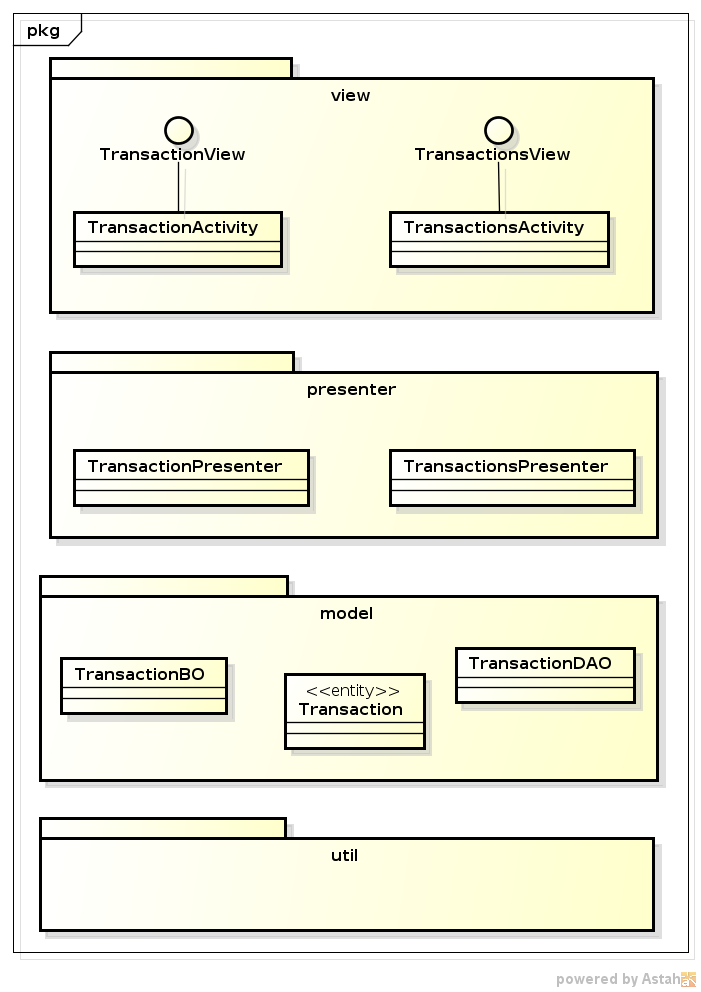 pkg
view
TransactionView
TransactionsView
TransactionActivity
TransactionsActivity
presenter
TransactionPresenter
TransactionsPresenter
model
TransactionBO
<<entity>>
Transaction
TransactionDAO
util
powered by Astah